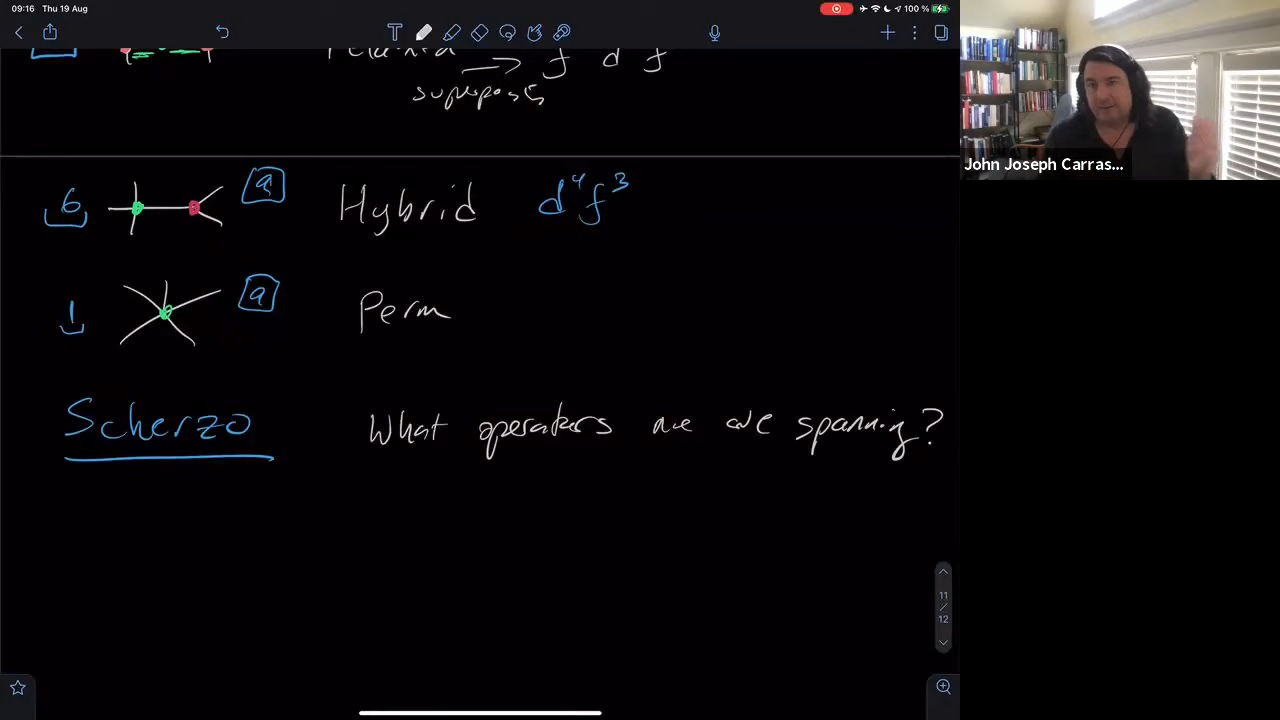 09:16 Thu 19 Aug
100 %
John Joseph Carras...
superposits
6 a Hybrid d⁴f³
1 a Perm
Scherzo What operators are we spanning?
11
/
12